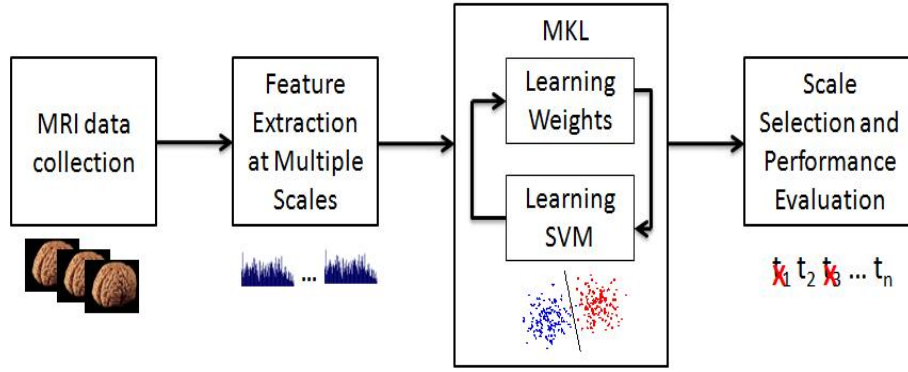 MRI data
collection
Feature
Extraction
at Multiple
Scales
...
MKL
Learning
Weights
Learning
SVM
Scale
Selection and
Performance
Evaluation
t₁ t₂ t₃ ... tₙ